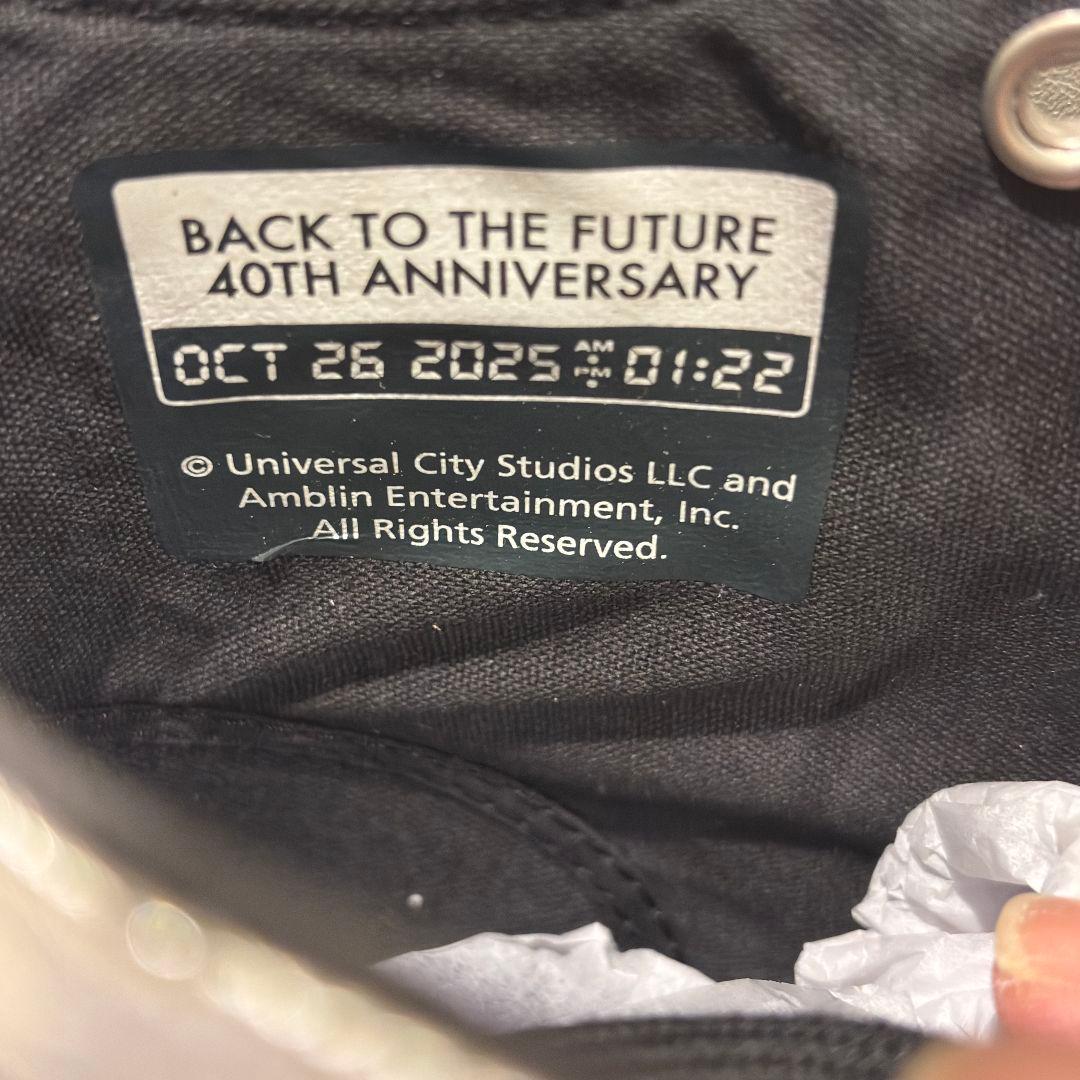 BACK TO THE FUTURE
40TH ANNIVERSARY
OCT 26 2025 AM PM 01:22
© Universal City Studios LLC and
Amblin Entertainment, Inc.
All Rights Reserved.